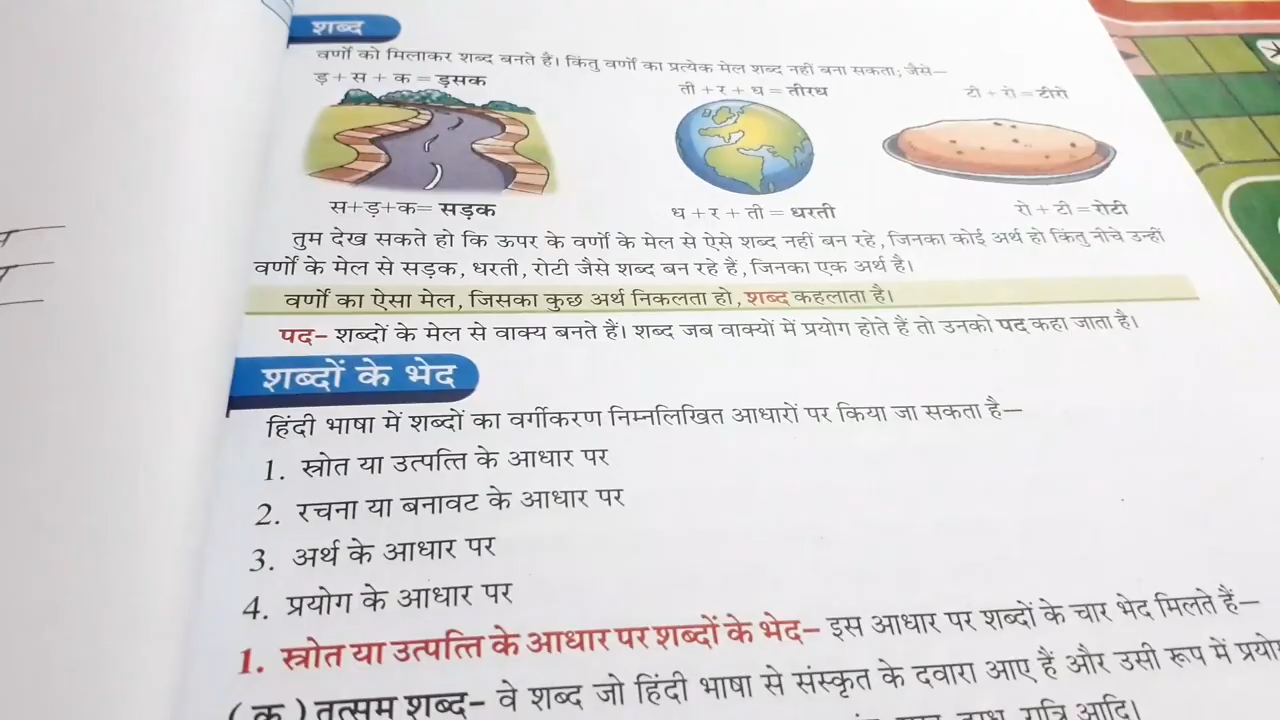 शब्द
वर्णों को मिलाकर शब्द बनते हैं। किंतु वर्णों का प्रत्येक मेल शब्द नहीं बना सकता; जैसे—
ड़ + स + क = ड़सक ती + र + ध = तीरध टी + रो = टीरो
स+ड़+क= सड़क ध + र + ती = धरती रो + टी = रोटी
तुम देख सकते हो कि ऊपर के वर्णों के मेल से ऐसे शब्द नहीं बन रहे, जिनका कोई अर्थ हो किंतु नीचे उन्हीं
वर्णों के मेल से सड़क, धरती, रोटी जैसे शब्द बन रहे हैं, जिनका एक अर्थ है।
वर्णों का ऐसा मेल, जिसका कुछ अर्थ निकलता हो, शब्द कहलाता है।
पद– शब्दों के मेल से वाक्य बनते हैं। शब्द जब वाक्यों में प्रयोग होते हैं तो उनको पद कहा जाता है।
शब्दों के भेद
हिंदी भाषा में शब्दों का वर्गीकरण निम्नलिखित आधारों पर किया जा सकता है—
1. स्रोत या उत्पत्ति के आधार पर
2. रचना या बनावट के आधार पर
3. अर्थ के आधार पर
4. प्रयोग के आधार पर
1. स्रोत या उत्पत्ति के आधार पर शब्दों के भेद– इस आधार पर शब्दों के चार भेद मिलते हैं—
( क ) तत्सम शब्द– वे शब्द जो हिंदी भाषा से संस्कृत के दवारा आए हैं और उसी रूप में
रात्रि आदि।